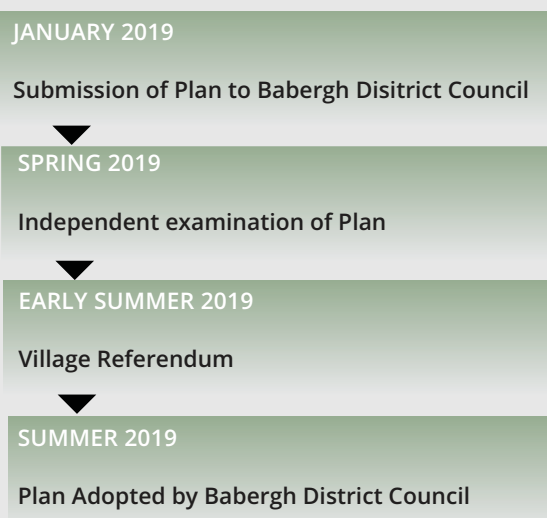 JANUARY 2019
Submission of Plan to Babergh Disitrict Council
SPRING 2019
Independent examination of Plan
EARLY SUMMER 2019
Village Referendum
SUMMER 2019
Plan Adopted by Babergh District Council